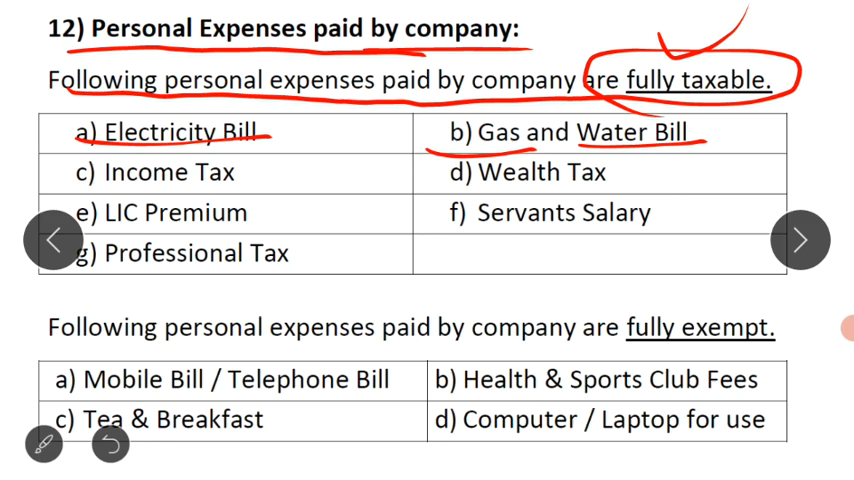 12) Personal Expenses paid by company:
Following personal expenses paid by company are fully taxable.
a) Electricity Bill
b) Gas and Water Bill
c) Income Tax
d) Wealth Tax
e) LIC Premium
f) Servants Salary
g) Professional Tax
Following personal expenses paid by company are fully exempt.
a) Mobile Bill / Telephone Bill
b) Health & Sports Club Fees
c) Tea & Breakfast
d) Computer / Laptop for use